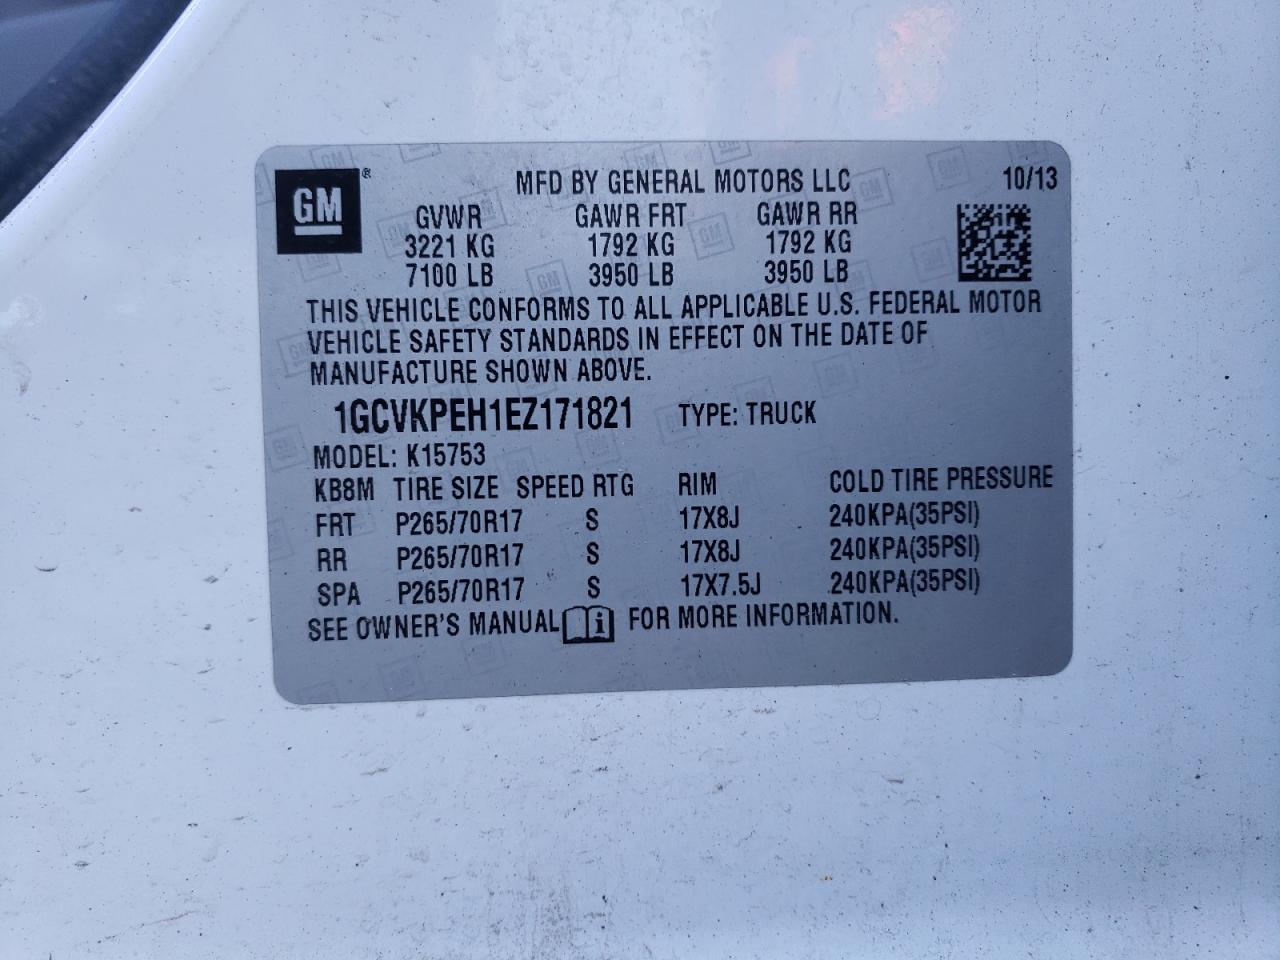 GM ®
MFD BY GENERAL MOTORS LLC 10/13
GVWR GAWR FRT GAWR RR
3221 KG 1792 KG 1792 KG
7100 LB 3950 LB 3950 LB
THIS VEHICLE CONFORMS TO ALL APPLICABLE U.S. FEDERAL MOTOR
VEHICLE SAFETY STANDARDS IN EFFECT ON THE DATE OF
MANUFACTURE SHOWN ABOVE.
1GCVKPEH1EZ171821 TYPE: TRUCK
MODEL: K15753
KB8M TIRE SIZE SPEED RTG RIM COLD TIRE PRESSURE
FRT P265/70R17 S 17X8J 240KPA(35PSI)
RR P265/70R17 S 17X8J 240KPA(35PSI)
SPA P265/70R17 S 17X7.5J 240KPA(35PSI)
SEE OWNER'S MANUAL i FOR MORE INFORMATION.